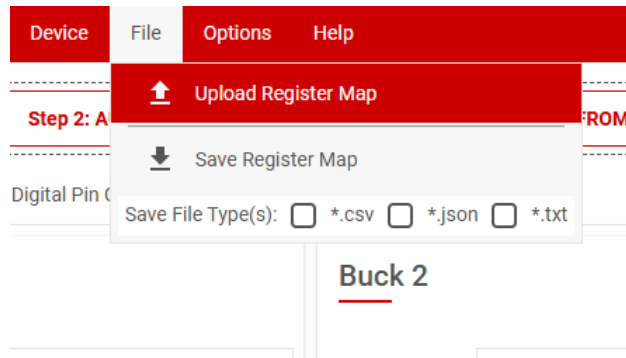 Device File Options Help
Upload Register Map
Step 2: FROM
Save Register Map
Digital Pin
Save File Type(s): *.csv *.json *.txt
Buck 2